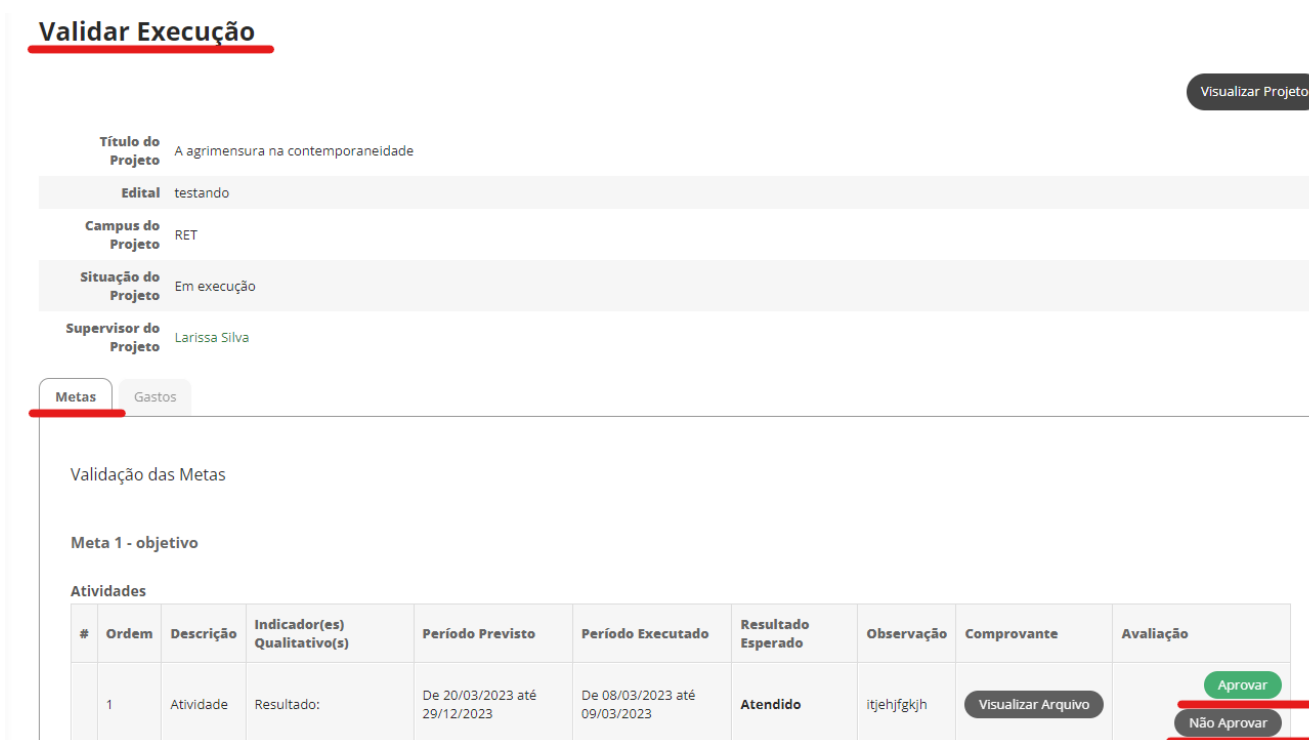 Validar Execução
Visualizar Projeto
Título do
Projeto
A agrimensura na contemporaneidade
Edital testando
Campus do
Projeto
RET
Situação do
Projeto
Em execução
Supervisor do
Projeto
Larissa Silva
Metas Gastos
Validação das Metas
Meta 1 - objetivo
Atividades
# Ordem Descrição Indicador(es)
Qualitativo(s)
Período Previsto Período Executado Resultado
Esperado
Observação Comprovante Avaliação
1 Atividade Resultado: De 20/03/2023 até
29/12/2023
De 08/03/2023 até
09/03/2023
Atendido itjehjfgkjh Visualizar Arquivo Aprovar
Não Aprovar